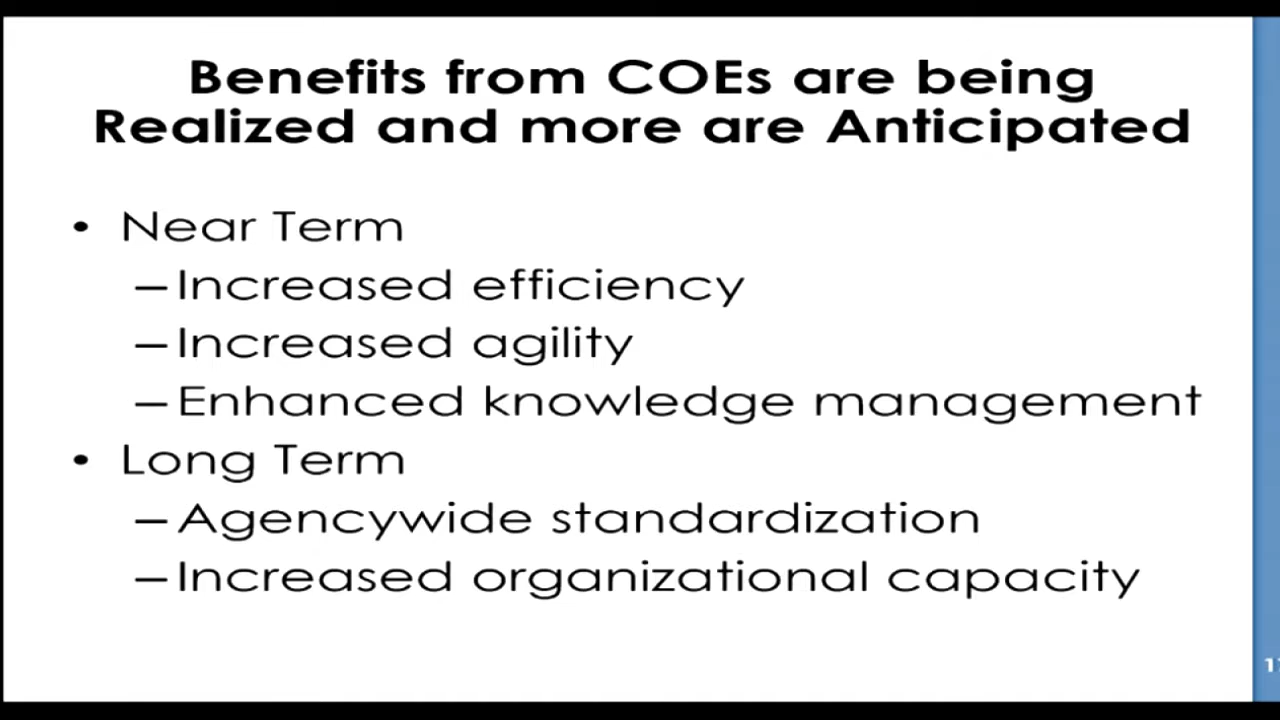 Benefits from COEs are being
Realized and more are Anticipated
• Near Term
– Increased efficiency
– Increased agility
– Enhanced knowledge management
• Long Term
– Agencywide standardization
– Increased organizational capacity